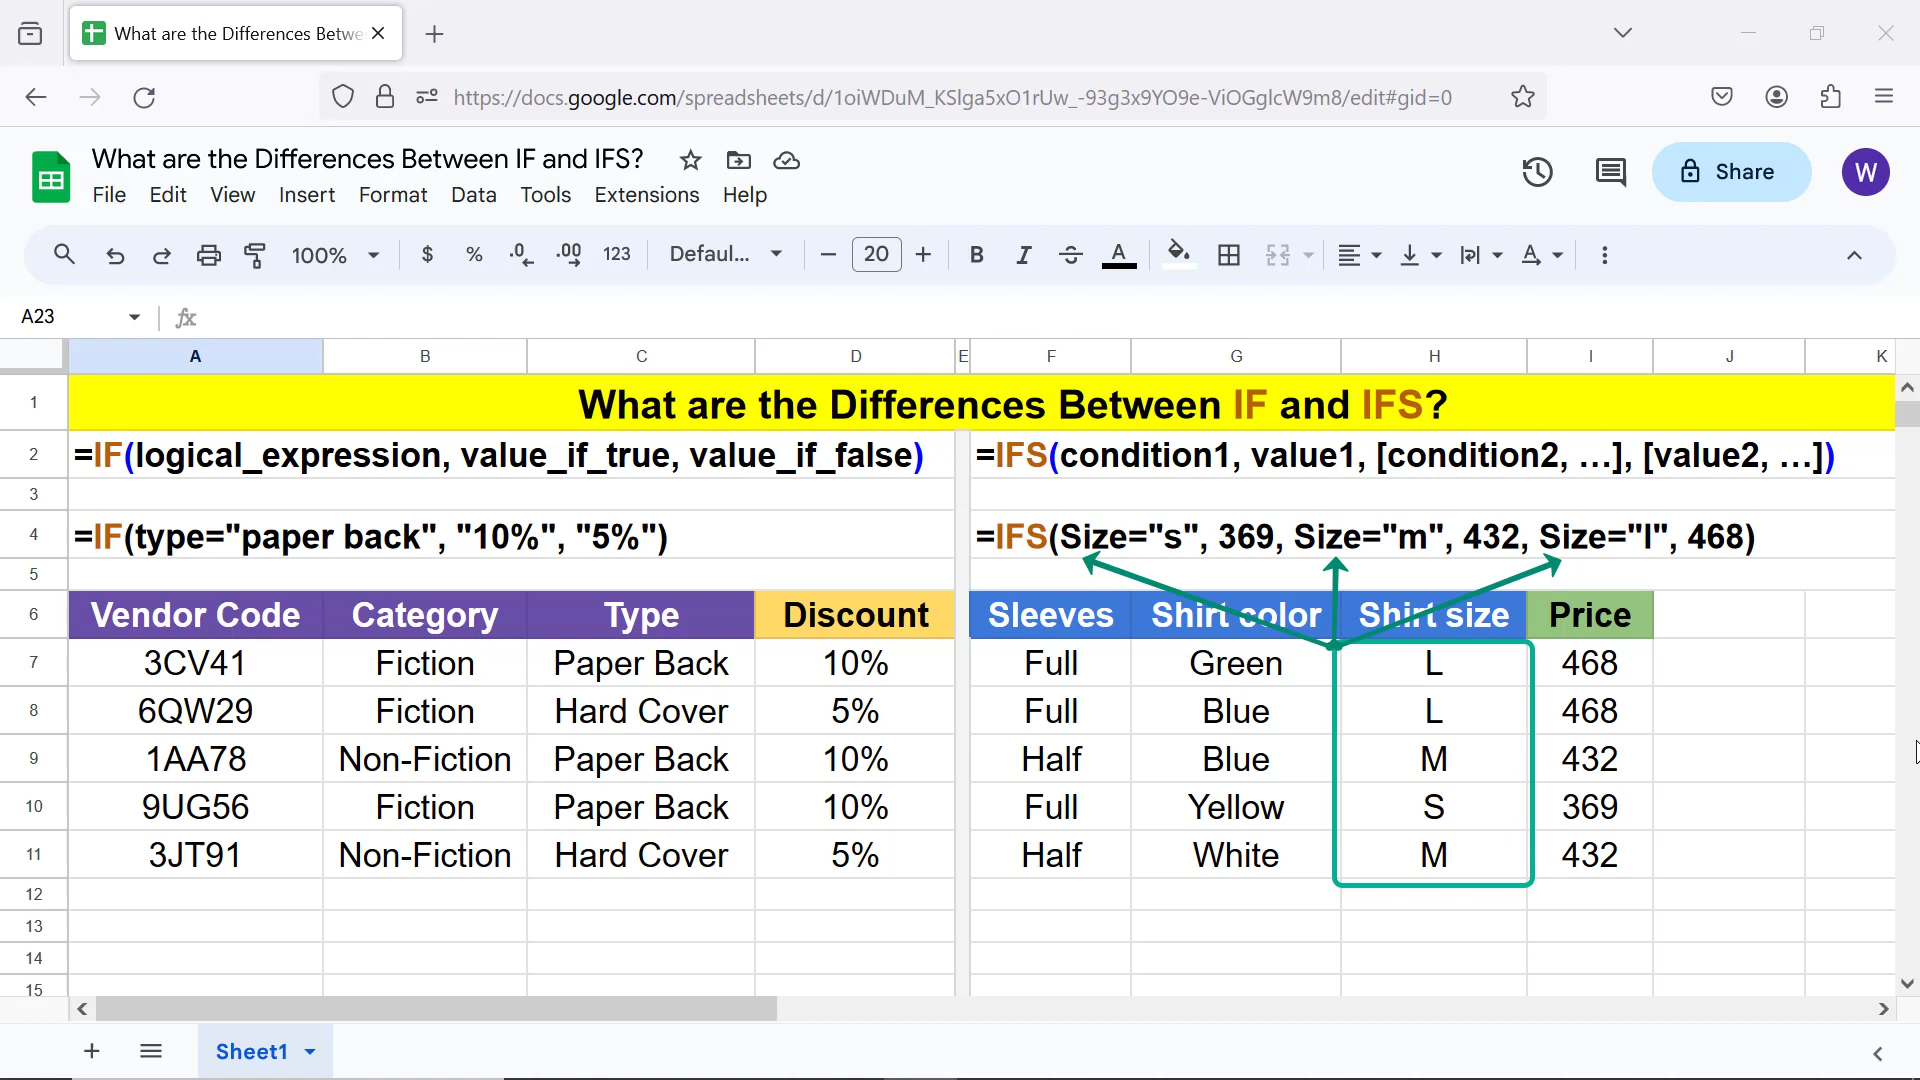 What are the Differences Betwe
https://docs.google.com/spreadsheets/d/1oiWDuM_KSlga5xO1rUw_-93g3x9YO9e-ViOGglcW9m8/edit#gid=0
What are the Differences Between IF and IFS?
File Edit View Insert Format Data Tools Extensions Help
Share
W
100% $ % .0 .00 123 Defaul... 20 B I S A
A23 fx
A B C D E F G H I J K
1 What are the Differences Between IF and IFS?
2 =IF(logical_expression, value_if_true, value_if_false) =IFS(condition1, value1, [condition2, …], [value2, …])
3
4 =IF(type="paper back", "10%", "5%") =IFS(Size="s", 369, Size="m", 432, Size="l", 468)
5
6 Vendor Code Category Type Discount Sleeves Shirt color Shirt size Price
7 3CV41 Fiction Paper Back 10% Full Green L 468
8 6QW29 Fiction Hard Cover 5% Full Blue L 468
9 1AA78 Non-Fiction Paper Back 10% Half Blue M 432
10 9UG56 Fiction Paper Back 10% Full Yellow S 369
11 3JT91 Non-Fiction Hard Cover 5% Half White M 432
12
13
14
15
Sheet1